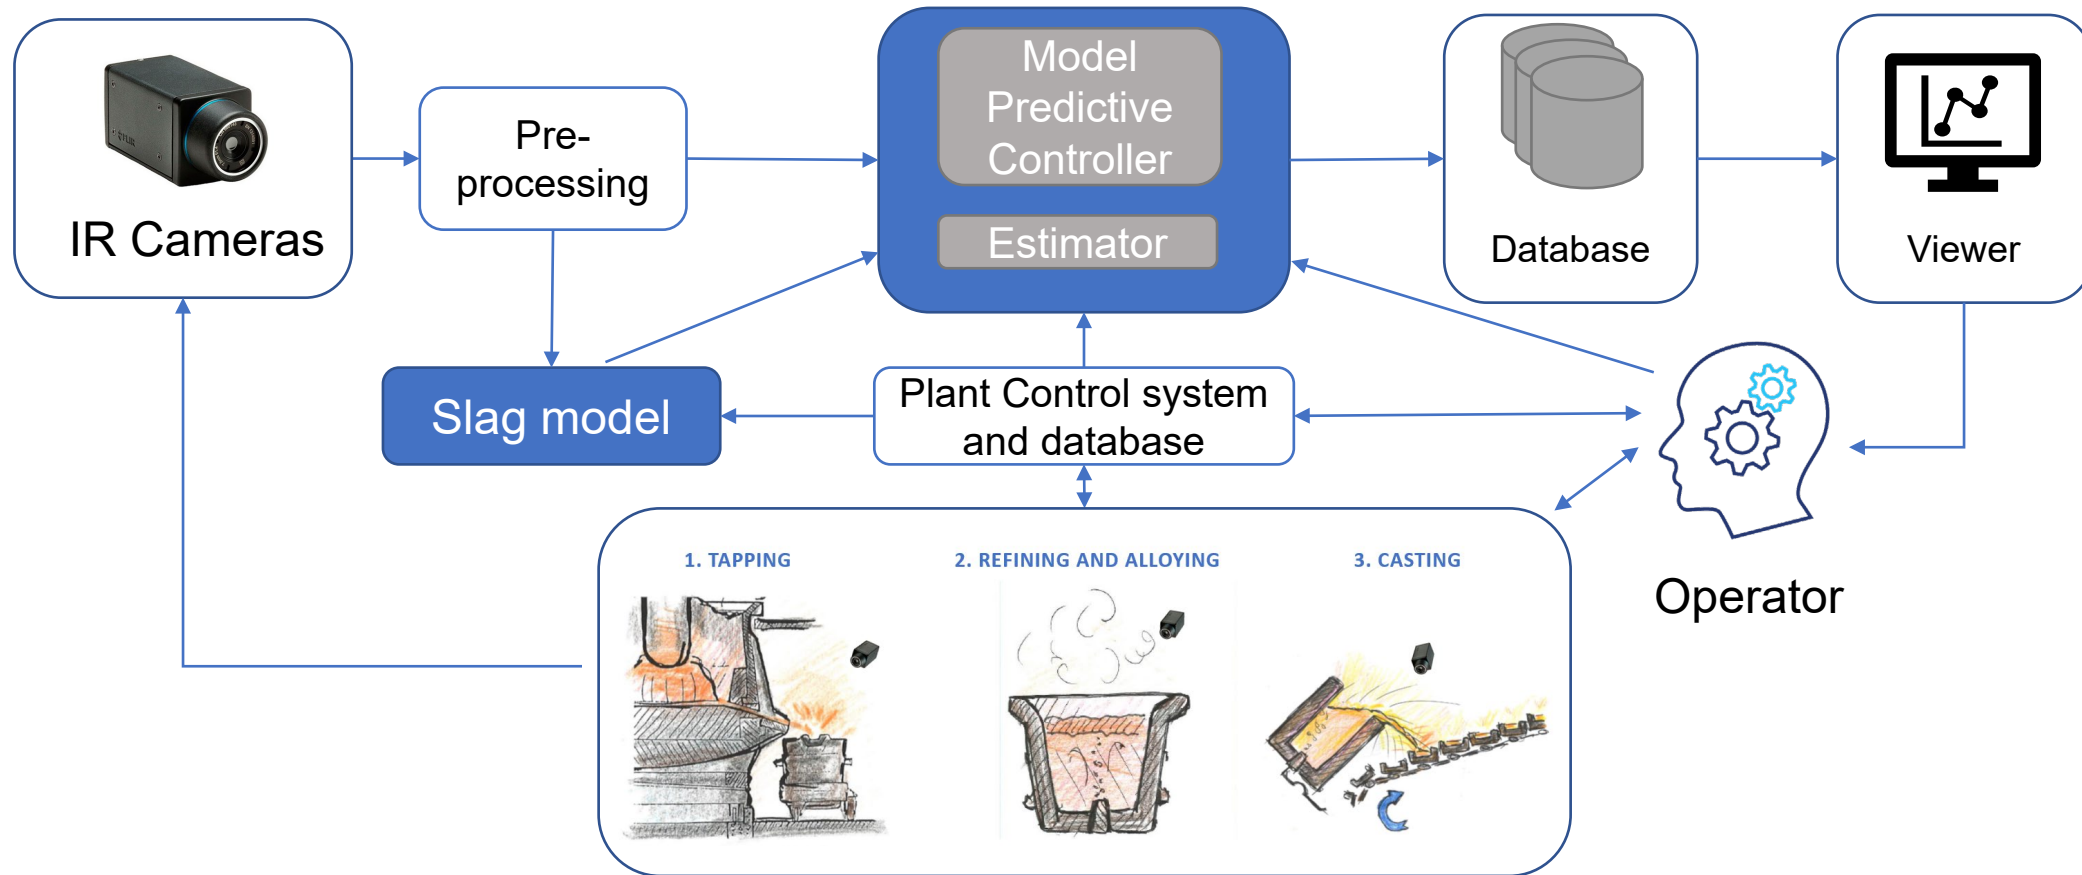 IR Cameras
Pre-
processing
Model
Predictive
Controller
Estimator
Database
Viewer
Slag model
Plant Control system
and database
Operator
1. TAPPING
2. REFINING AND ALLOYING
3. CASTING